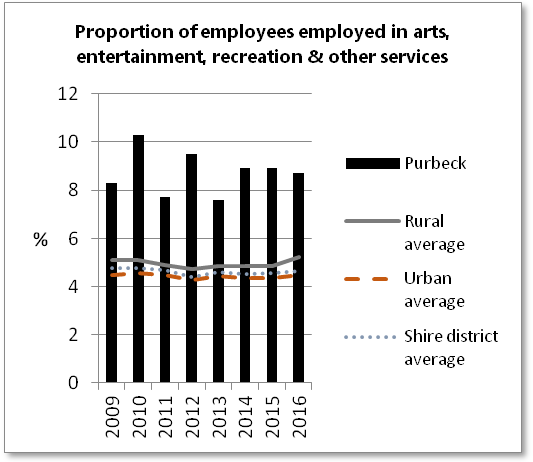 Proportion of employees employed in arts,
entertainment, recreation & other services
12
10
8
6
4
2
0
%
2009
2010
2011
2012
2013
2014
2015
2016
Purbeck
Rural
average
Urban
average
Shire district
average